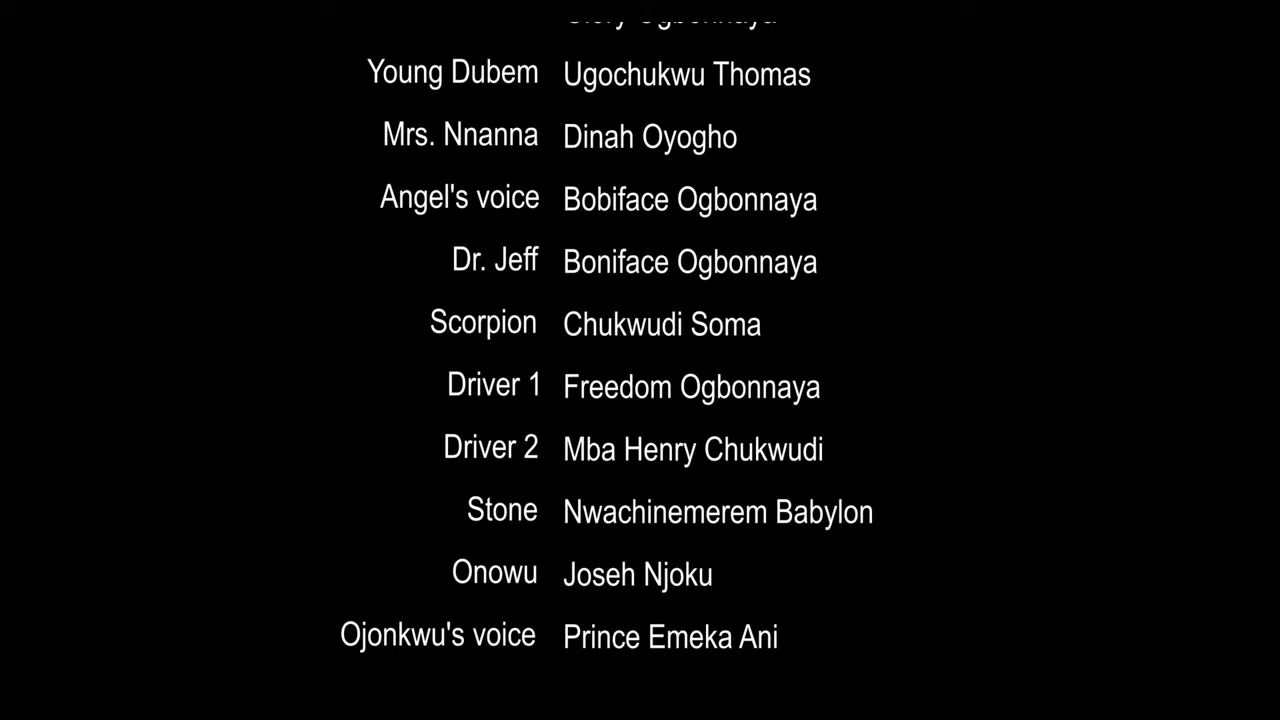 Glory Ogbonnaya
Young Dubem Ugochukwu Thomas
Mrs. Nnanna Dinah Oyogho
Angel's voice Bobiface Ogbonnaya
Dr. Jeff Boniface Ogbonnaya
Scorpion Chukwudi Soma
Driver 1 Freedom Ogbonnaya
Driver 2 Mba Henry Chukwudi
Stone Nwachinemerem Babylon
Onowu Joseh Njoku
Ojonkwu's voice Prince Emeka Ani